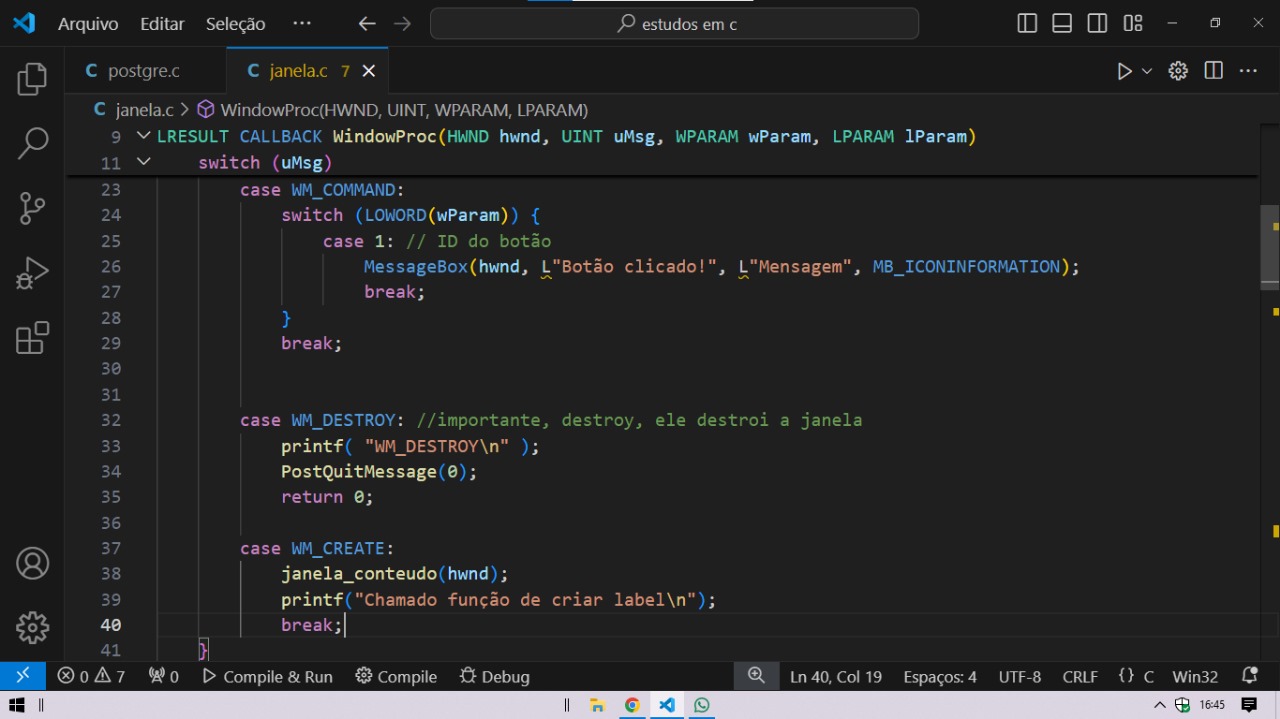 Arquivo Editar Seleção ··· estudos em c
postgre.c janela.c 7
janela.c > WindowProc(HWND, UINT, WPARAM, LPARAM)
9 LRESULT CALLBACK WindowProc(HWND hwnd, UINT uMsg, WPARAM wParam, LPARAM lParam)
11 switch (uMsg)
23 case WM_COMMAND:
24 switch (LOWORD(wParam)) {
25 case 1: // ID do botão
26 MessageBox(hwnd, L"Botão clicado!", L"Mensagem", MB_ICONINFORMATION);
27 break;
28 }
29 break;
30
31
32 case WM_DESTROY: //importante, destroy, ele destroi a janela
33 printf( "WM_DESTROY\n" );
34 PostQuitMessage(0);
35 return 0;
36
37 case WM_CREATE:
38 janela_conteudo(hwnd);
39 printf("Chamado função de criar label\n");
40 break;
41 }
0 7 0 Compile & Run Compile Debug Ln 40, Col 19 Espaços: 4 UTF-8 CRLF {} C Win32
16:45